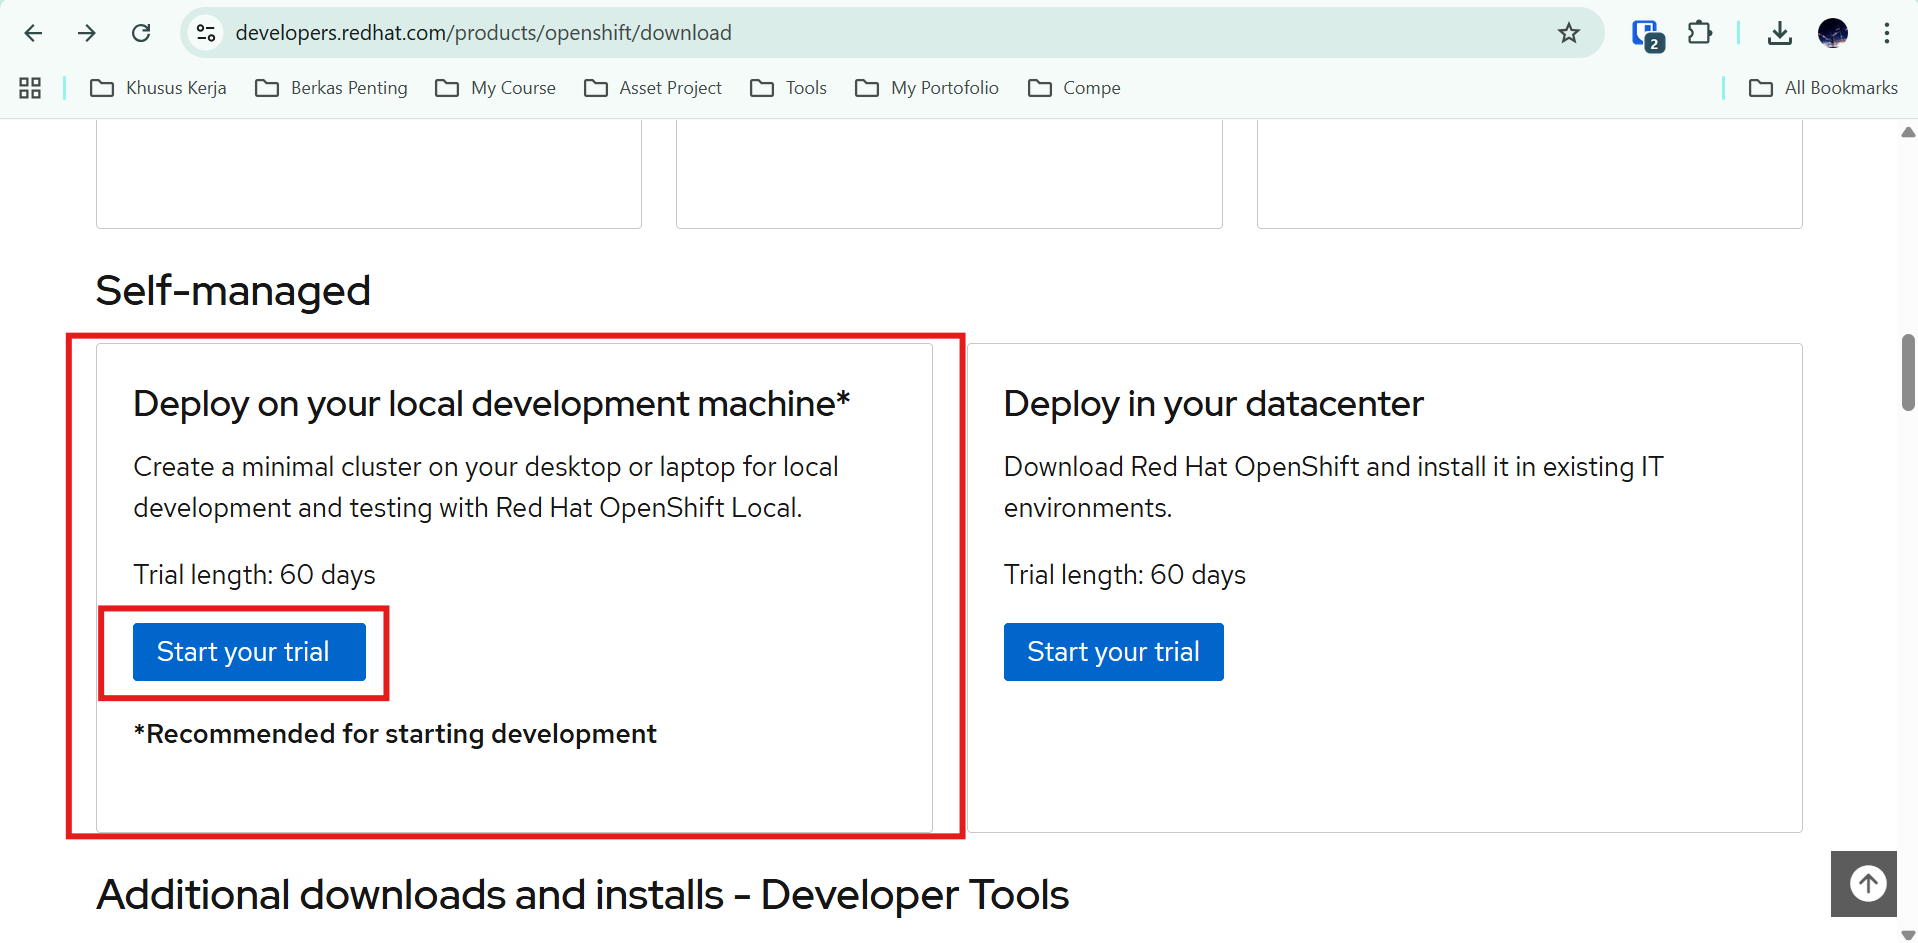 developers.redhat.com/products/openshift/download
2
Khusus Kerja
Berkas Penting
My Course
Asset Project
Tools
My Portofolio
Compe
All Bookmarks
Self-managed
Deploy on your local development machine*
Create a minimal cluster on your desktop or laptop for local
development and testing with Red Hat OpenShift Local.
Trial length: 60 days
Start your trial
*Recommended for starting development
Deploy in your datacenter
Download Red Hat OpenShift and install it in existing IT
environments.
Trial length: 60 days
Start your trial
Additional downloads and installs - Developer Tools